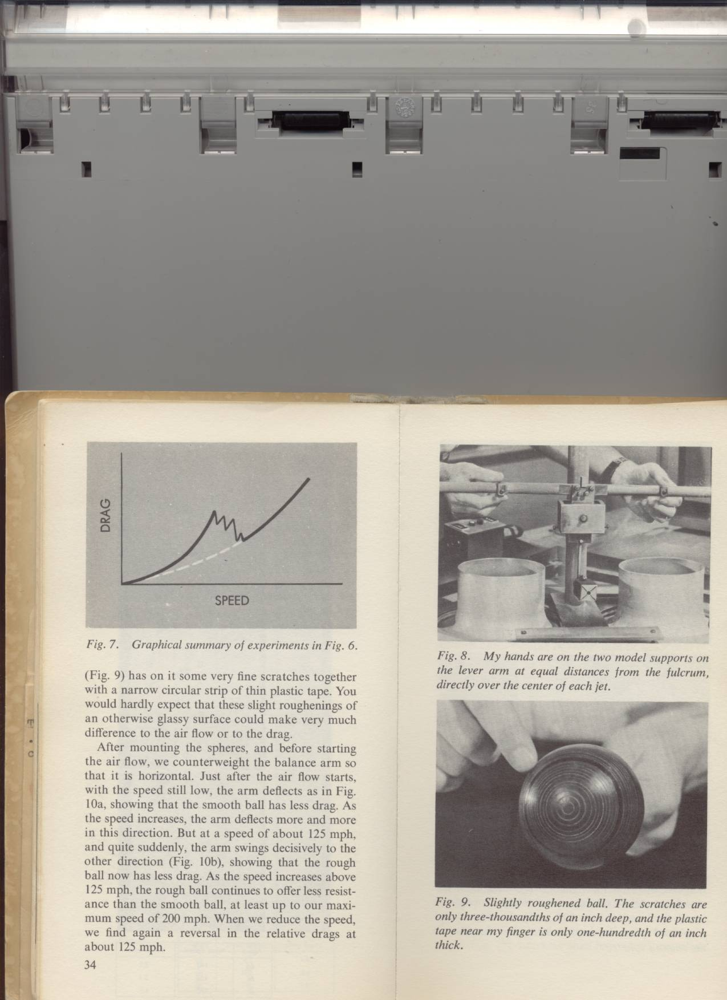 DRAG
SPEED
Fig. 7. Graphical summary of experiments in Fig. 6.
(Fig. 9) has on it some very fine scratches together
with a narrow circular strip of thin plastic tape. You
would hardly expect that these slight roughenings of
an otherwise glassy surface could make very much
difference to the air flow or to the drag.
After mounting the spheres, and before starting
the air flow, we counterweight the balance arm so
that it is horizontal. Just after the air flow starts,
with the speed still low, the arm deflects as in Fig.
10a, showing that the smooth ball has less drag. As
the speed increases, the arm deflects more and more
in this direction. But at a speed of about 125 mph,
and quite suddenly, the arm swings decisively to the
other direction (Fig. 10b), showing that the rough
ball now has less drag. As the speed increases above
125 mph, the rough ball continues to offer less resist-
ance than the smooth ball, at least up to our maxi-
mum speed of 200 mph. When we reduce the speed,
we find again a reversal in the relative drags at
about 125 mph.
34
Fig. 8. My hands are on the two model supports on
the lever arm at equal distances from the fulcrum,
directly over the center of each jet.
Fig. 9. Slightly roughened ball. The scratches are
only three-thousandths of an inch deep, and the plastic
tape near my finger is only one-hundredth of an inch
thick.